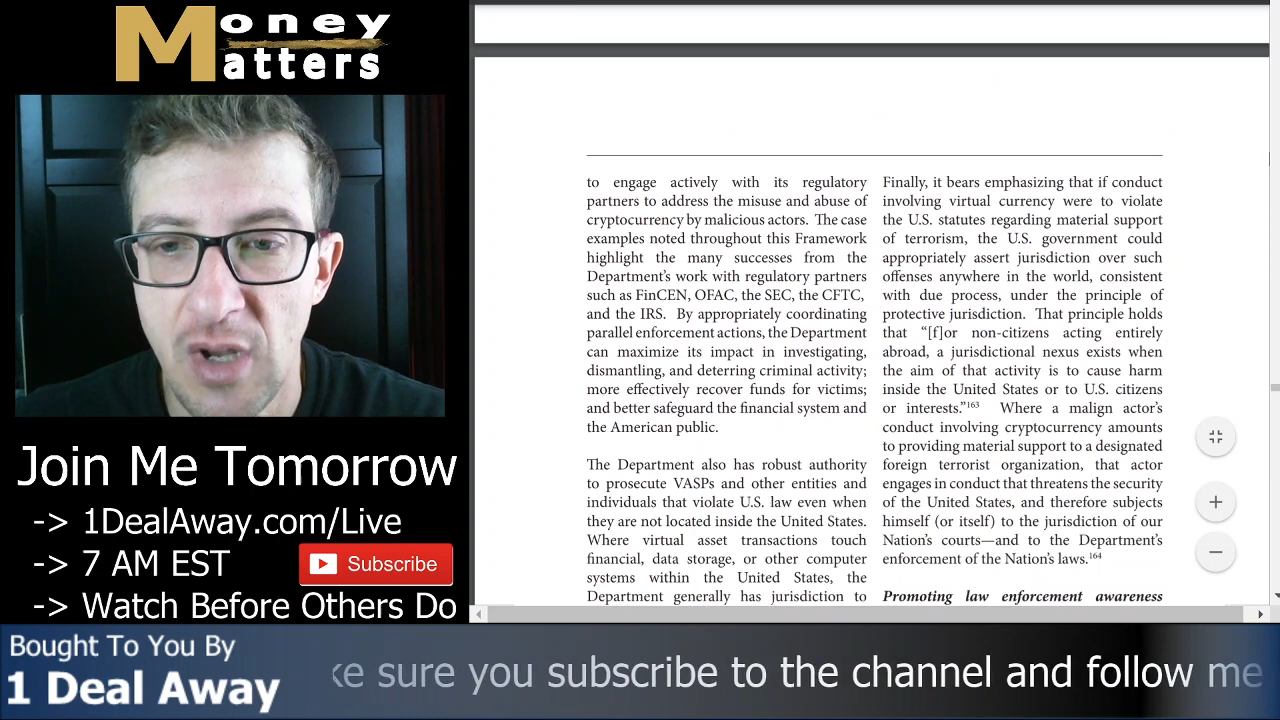 Money
Matters
Join Me Tomorrow
-> 1DealAway.com/Live
-> 7 AM EST
Subscribe
-> Watch Before Others Do
to engage actively with its regulatory
partners to address the misuse and abuse of
cryptocurrency by malicious actors. The case
examples noted throughout this Framework
highlight the many successes from the
Department's work with regulatory partners
such as FinCEN, OFAC, the SEC, the CFTC,
and the IRS. By appropriately coordinating
parallel enforcement actions, the Department
can maximize its impact in investigating,
dismantling, and deterring criminal activity;
more effectively recover funds for victims;
and better safeguard the financial system and
the American public.
The Department also has robust authority
to prosecute VASPs and other entities and
individuals that violate U.S. law even when
they are not located inside the United States.
Where virtual asset transactions touch
financial, data storage, or other computer
systems within the United States, the
Department generally has jurisdiction to
Finally, it bears emphasizing that if conduct
involving virtual currency were to violate
the U.S. statutes regarding material support
of terrorism, the U.S. government could
appropriately assert jurisdiction over such
offenses anywhere in the world, consistent
with due process, under the principle of
protective jurisdiction. That principle holds
that “[f]or non-citizens acting entirely
abroad, a jurisdictional nexus exists when
the aim of that activity is to cause harm
inside the United States or to U.S. citizens
or interests.”163 Where a malign actor's
conduct involving cryptocurrency amounts
to providing material support to a designated
foreign terrorist organization, that actor
engages in conduct that threatens the security
of the United States, and therefore subjects
himself (or itself) to the jurisdiction of our
Nation's courts—and to the Department's
enforcement of the Nation's laws.164
Promoting law enforcement awareness
Bought To You By
1 Deal Away
ke sure you subscribe to the channel and follow me